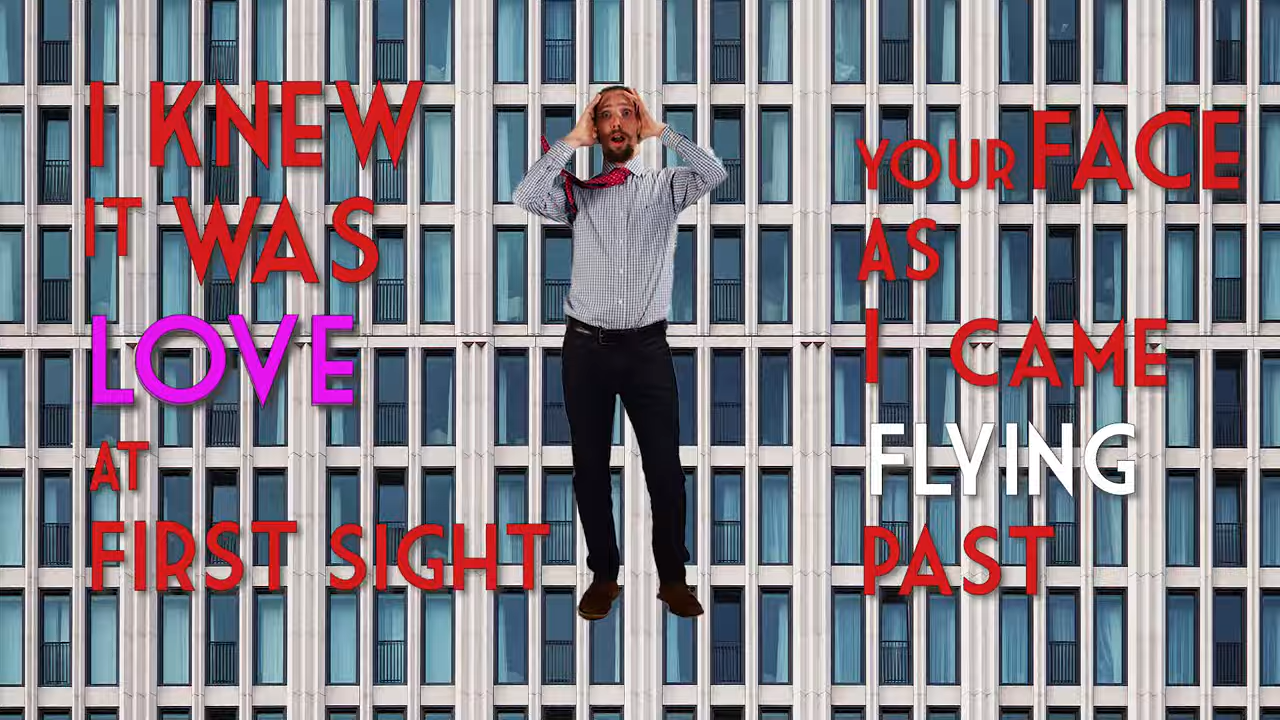 I KNEW
IT WAS
LOVE
AT
FIRST SIGHT
YOUR FACE
AS
I CAME
FLYING
PAST